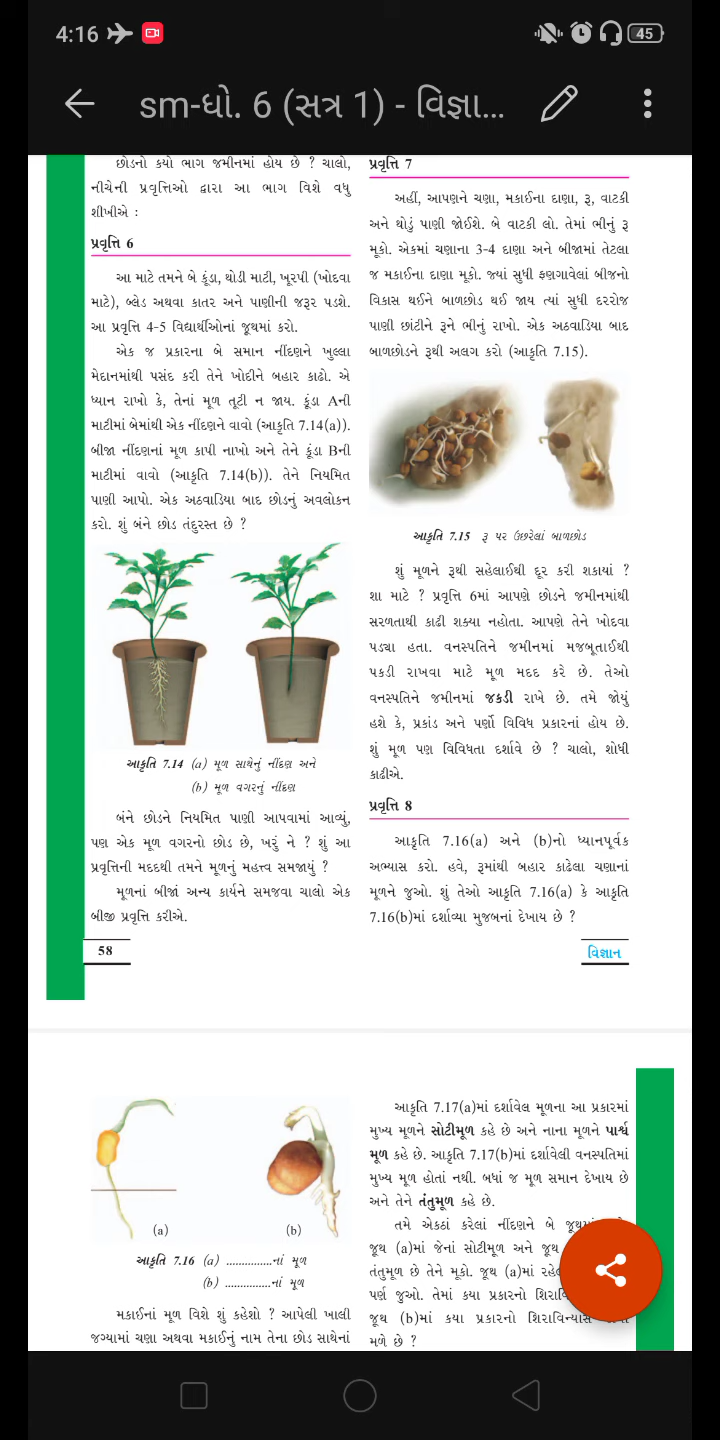 4:16
45
sm-ધો. 6 (સત્ર 1) - વિજ્ઞા...
છોડનો કયો ભાગ જમીનમાં હોય છે ? ચાલો,
નીચેની પ્રવૃત્તિઓ દ્વારા આ ભાગ વિશે વધુ
શીખીએ :
પ્રવૃત્તિ 6
આ માટે તમને બે કૂંડા, થોડી માટી, ખૂરપી (ખોદવા
માટે), બ્લેડ અથવા કાતર અને પાણીની જરૂર પડશે.
આ પ્રવૃત્તિ 4-5 વિદ્યાર્થીઓનાં જૂથમાં કરો.
એક જ પ્રકારના બે સમાન નીંદણને ખુલ્લા
મેદાનમાંથી પસંદ કરી તેને ખોદીને બહાર કાઢો. એ
ધ્યાન રાખો કે, તેનાં મૂળ તૂટી ન જાય. કૂંડા Aની
માટીમાં બેમાંથી એક નીંદણને વાવો (આકૃતિ 7.14(a)).
બીજા નીંદણનાં મૂળ કાપી નાખો અને તેને કૂંડા Bની
માટીમાં વાવો (આકૃતિ 7.14(b)). તેને નિયમિત
પાણી આપો. એક અઠવાડિયા બાદ છોડનું અવલોકન
કરો. શું બંને છોડ તંદુરસ્ત છે ?
આકૃતિ 7.14 (a) મૂળ સાથેનું નીંદણ અને
(b) મૂળ વગરનું નીંદણ
બંને છોડને નિયમિત પાણી આપવામાં આવ્યું,
પણ એક મૂળ વગરનો છોડ છે, ખરું ને ? શું આ
પ્રવૃત્તિની મદદથી તમને મૂળનું મહત્ત્વ સમજાયું ?
મૂળનાં બીજાં અન્ય કાર્યને સમજવા ચાલો એક
બીજી પ્રવૃત્તિ કરીએ.
58
પ્રવૃત્તિ 7
અહીં, આપણને ચણા, મકાઈના દાણા, રૂ, વાટકી
અને થોડું પાણી જોઈશે. બે વાટકી લો. તેમાં ભીનું રૂ
મૂકો. એકમાં ચણાના 3-4 દાણા અને બીજામાં તેટલા
જ મકાઈના દાણા મૂકો. જ્યાં સુધી ફણગાવેલાં બીજનો
વિકાસ થઈને બાળછોડ થઈ જાય ત્યાં સુધી દરરોજ
પાણી છાંટીને રૂને ભીનું રાખો. એક અઠવાડિયા બાદ
બાળછોડને રૂથી અલગ કરો (આકૃતિ 7.15).
આકૃતિ 7.15 રૂ પર ઉછરેલાં બાળછોડ
શું મૂળને રૂથી સહેલાઈથી દૂર કરી શકાયાં ?
શા માટે ? પ્રવૃત્તિ 6માં આપણે છોડને જમીનમાંથી
સરળતાથી કાઢી શક્યા નહોતા. આપણે તેને ખોદવા
પડ્યા હતા. વનસ્પતિને જમીનમાં મજબૂતાઈથી
પકડી રાખવા માટે મૂળ મદદ કરે છે. તેઓ
વનસ્પતિને જમીનમાં જકડી રાખે છે. તમે જોયું
હશે કે, પ્રકાંડ અને પર્ણો વિવિધ પ્રકારનાં હોય છે.
શું મૂળ પણ વિવિધતા દર્શાવે છે ? ચાલો, શોધી
કાઢીએ.
પ્રવૃત્તિ 8
આકૃતિ 7.16(a) અને (b)નો ધ્યાનપૂર્વક
અભ્યાસ કરો. હવે, રૂમાંથી બહાર કાઢેલા ચણાનાં
મૂળને જુઓ. શું તેઓ આકૃતિ 7.16(a) કે આકૃતિ
7.16(b)માં દર્શાવ્યા મુજબનાં દેખાય છે ?
વિજ્ઞાન
(a) (b)
આકૃતિ 7.16 (a) ...............નાં મૂળ
(b) ...............નાં મૂળ
મકાઈનાં મૂળ વિશે શું કહેશો ? આપેલી ખાલી
જગ્યામાં ચણા અથવા મકાઈનું નામ તેના છોડ સાથેનાં
આકૃતિ 7.17(a)માં દર્શાવેલ મૂળના આ પ્રકારમાં
મુખ્ય મૂળને સોટીમૂળ કહે છે અને નાના મૂળને પાર્શ્વ
મૂળ કહે છે. આકૃતિ 7.17(b)માં દર્શાવેલી વનસ્પતિમાં
મુખ્ય મૂળ હોતાં નથી. બધાં જ મૂળ સમાન દેખાય છે
અને તેને તંતુમૂળ કહે છે.
તમે એકઠાં કરેલાં નીંદણને બે
જૂથ (a)માં જેનાં સોટીમૂળ અને જૂથ
તંતુમૂળ છે તેને મૂકો. જૂથ (a)માં
પર્ણ જુઓ. તેમાં કયા પ્રકારનો
જૂથ (b)માં કયા પ્રકારનો શિરાવિન્યાસ
મળે છે ?